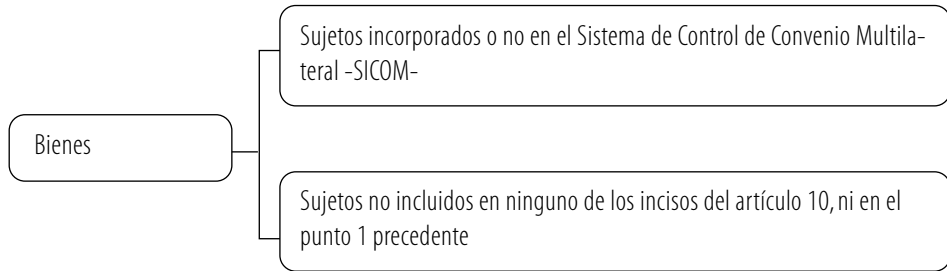 Sujetos incorporados o no en el Sistema de Control de Convenio Multila-
teral -SICOM-
Bienes
Sujetos no incluidos en ninguno de los incisos del artículo 10, ni en el
punto 1 precedente